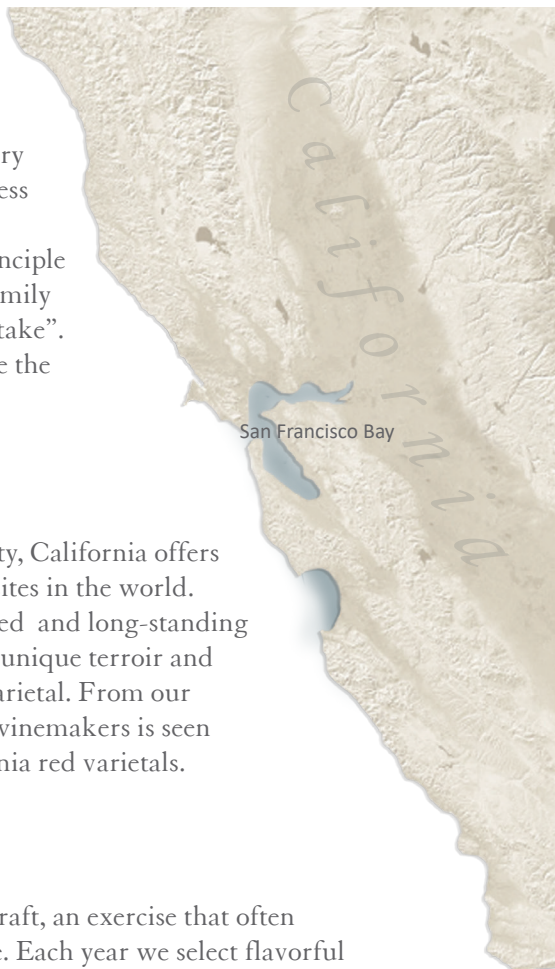 ry
ess
nciple
mily
take”.
e the
California
San Francisco Bay
ty, California offers
ites in the world.
ed and long-standing
unique terroir and
arietal. From our
winemakers is seen
nia red varietals.
raft, an exercise that often
e. Each year we select flavorful